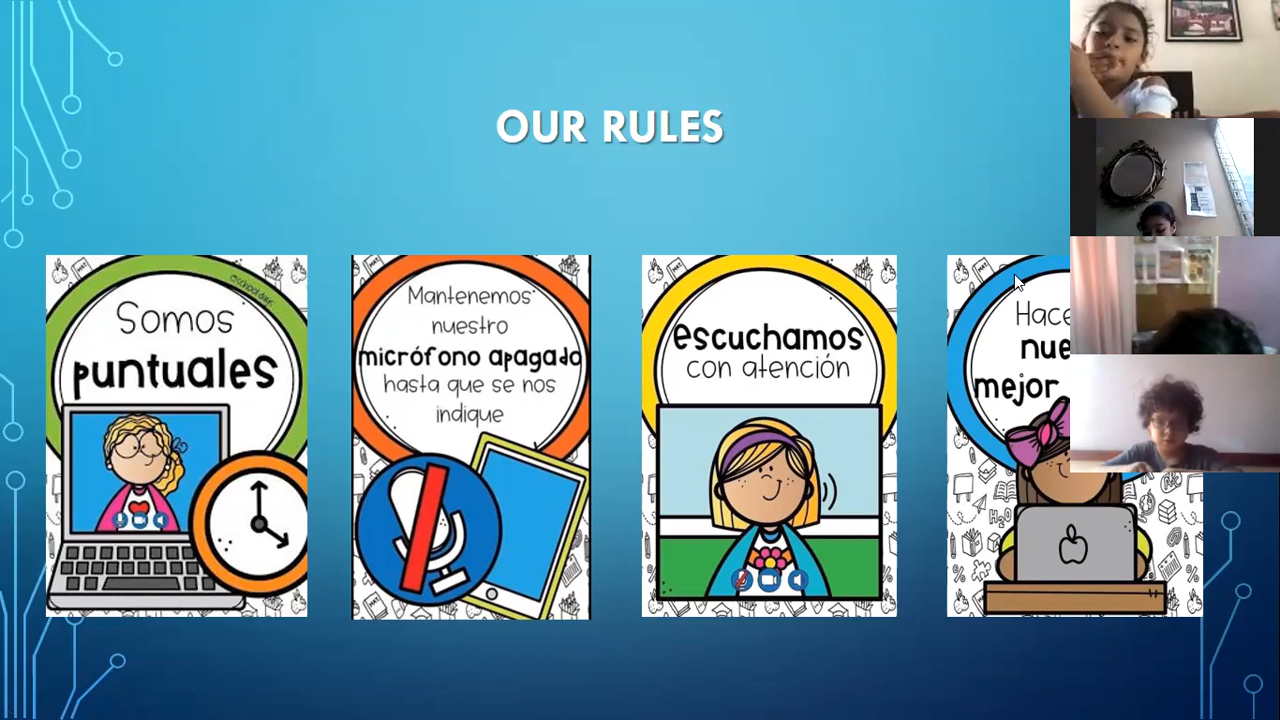 OUR RULES
Somos
puntuales
Mantenemos
nuestro
micrófono apagado
hasta que se nos
indique
escuchamos
con atención
Hace
nue
mejor
H₂O